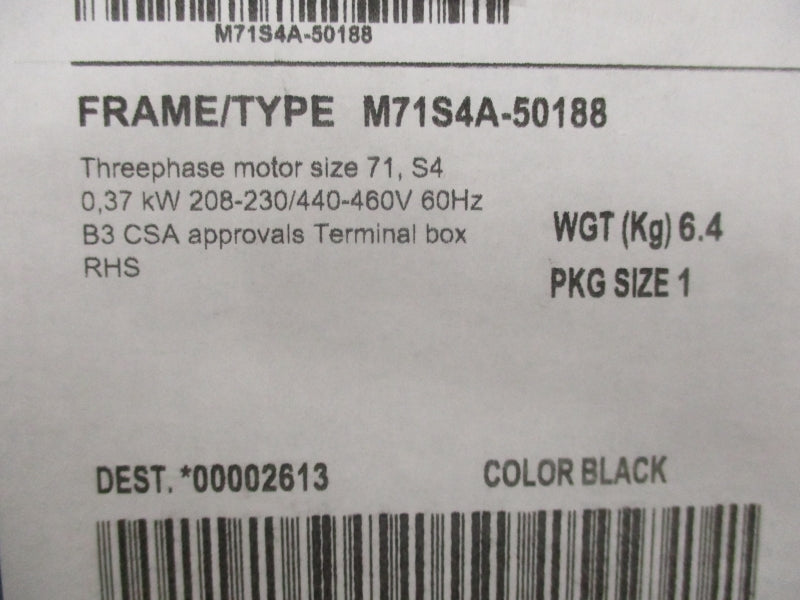 M71S4A-50188
FRAME/TYPE M71S4A-50188
Threephase motor size 71, S4
0,37 kW 208-230/440-460V 60Hz
B3 CSA approvals Terminal box
RHS
WGT (Kg) 6.4
PKG SIZE 1
DEST. *00002613
COLOR BLACK